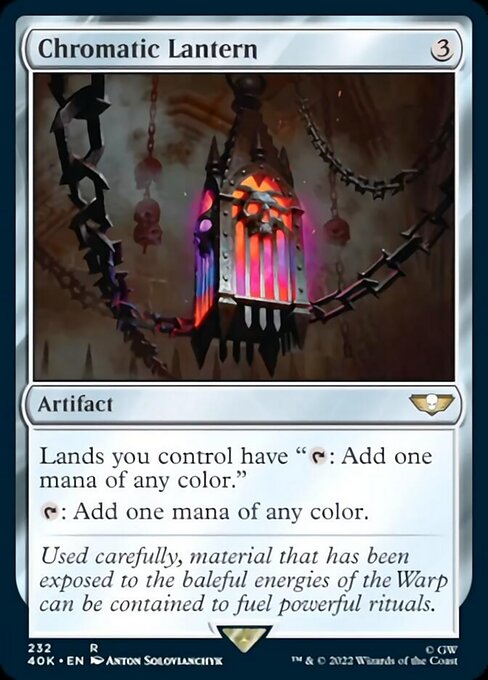 Chromatic Lantern 3
Artifact
Lands you control have “: Add one
mana of any color.”
: Add one mana of any color.
Used carefully, material that has been
exposed to the baleful energies of the Warp
can be contained to fuel powerful rituals.
232 R © GW
40K • EN Anton Solovianchyk ™ & © 2022 Wizards of the Coast